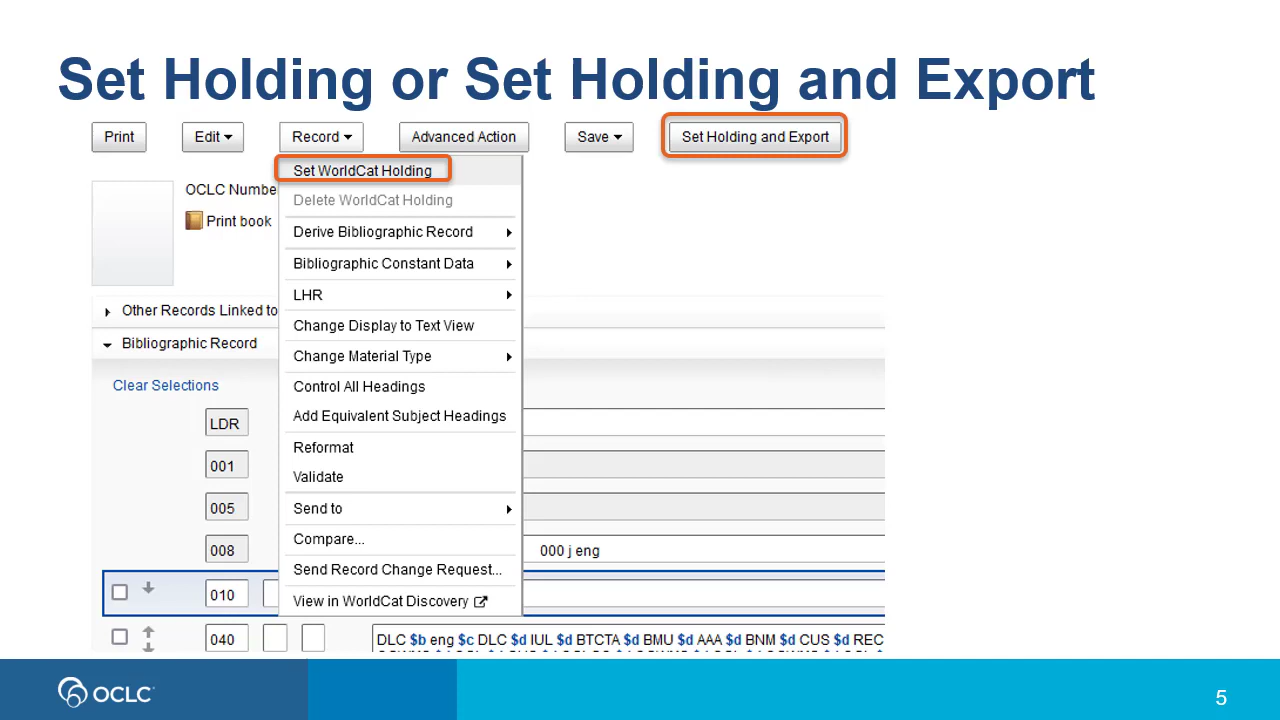 Set Holding or Set Holding and Export
Print Edit Record Advanced Action Save Set Holding and Export
Set WorldCat Holding
OCLC Numbe
Delete WorldCat Holding
Print book
Derive Bibliographic Record
Bibliographic Constant Data
LHR
Other Records Linked to
Change Display to Text View
Bibliographic Record
Change Material Type
Clear Selections
Control All Headings
Add Equivalent Subject Headings
LDR
Reformat
001
Validate
005
Send to
008
Compare...
000 j eng
Send Record Change Request...
010
View in WorldCat Discovery
040
DLC $b eng $c DLC $d IUL $d BTCTA $d BMU $d AAA $d BNM $d CUS $d REC
OCLC
5